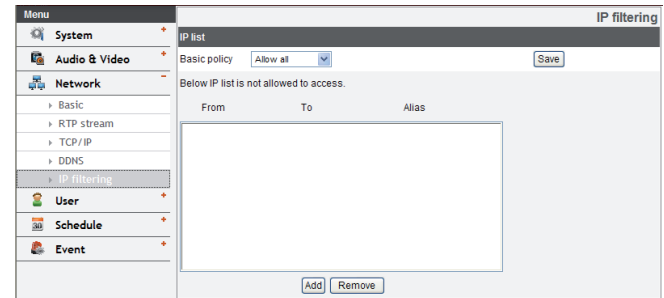 Menu
IP filtering
System
IP list
Audio & Video
Basic policy Allow all Save
Network
Below IP list is not allowed to access.
Basic
From To Alias
RTP stream
TCP/IP
DDNS
IP filtering
User
30 Schedule
Event
Add Remove